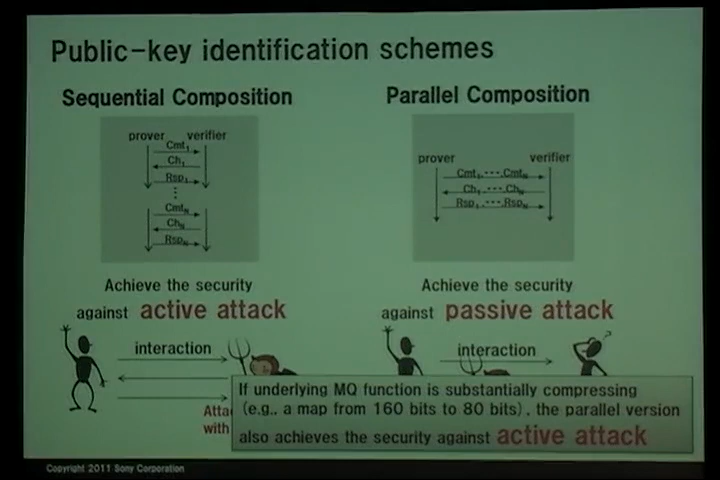 Public-key identification schemes
Sequential Composition
prover verifier
Cmt1
Ch1
Rsp1
⋮
CmtN
ChN
RspN
Achieve the security
against active attack
interaction
Atta
with
Parallel Composition
prover verifier
Cmt1,---,CmtN
Ch1,---,ChN
Rsp1,---,RspN
Achieve the security
against passive attack
interaction
?
If underlying MQ function is substantially compressing
(e.g., a map from 160 bits to 80 bits), the parallel version
also achieves the security against active attack
Copyright 2011 Sony Corporation